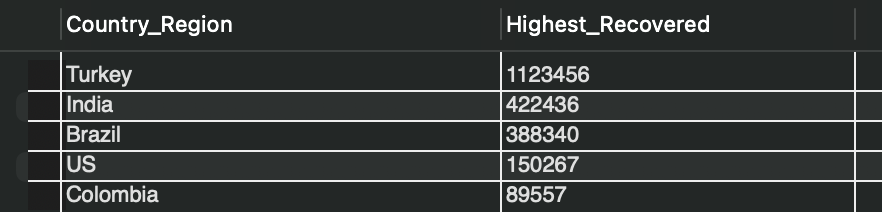 Country_Region Highest_Recovered
Turkey 1123456
India 422436
Brazil 388340
US 150267
Colombia 89557